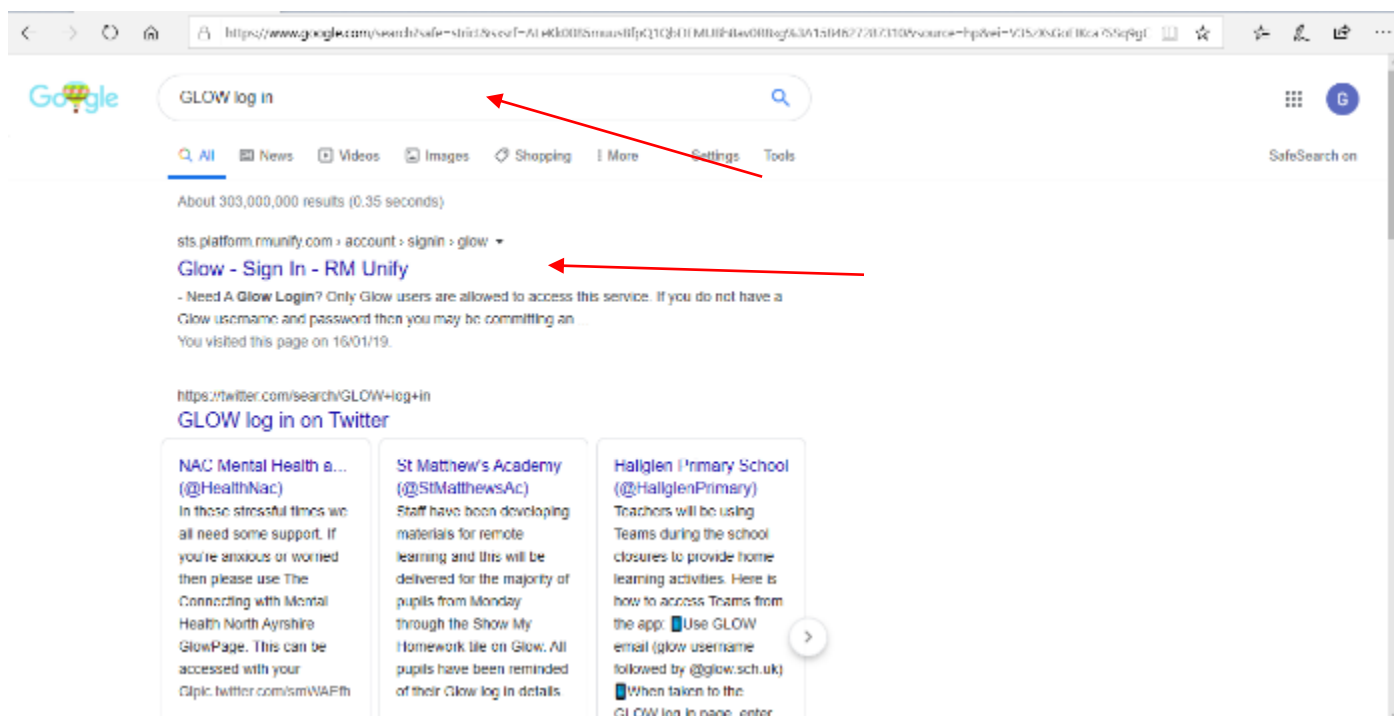 Google
GLOW log in
G
All News Videos Images Shopping More Settings Tools
SafeSearch on
About 303,000,000 results (0.35 seconds)
sts.platform.rmunify.com › account › signin › glow
Glow - Sign In - RM Unify
- Need A Glow Login? Only Glow users are allowed to access this service. If you do not have a
Glow username and password then you may be committing an ...
You visited this page on 16/01/19.
https://twitter.com/search/GLOW+log+in
GLOW log in on Twitter
NAC Mental Health a...
(@HealthNac)
In these stressful times we
all need some support. If
you're anxious or worried
then please use The
Connecting with Mental
Health North Ayrshire
GlowPage. This can be
accessed with your
Glpic.twitter.com/smWAEfh
St Matthew's Academy
(@StMatthewsAc)
Staff have been developing
materials for remote
learning and this will be
delivered for the majority of
pupils from Monday
through the Show My
Homework tile on Glow. All
pupils have been reminded
of their Glow log in details
Hallglen Primary School
(@HallglenPrimary)
Teachers will be using
Teams during the school
closures to provide home
learning activities. Here is
how to access Teams from
the app: Use GLOW
email (glow username
followed by @glow.sch.uk)
When taken to the
GLOW log in page, enter